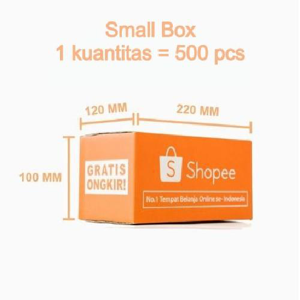 Small Box
1 kuantitas = 500 pcs
120 MM
220 MM
100 MM
GRATIS
ONGKIR!
S
Shopee
No.1 Tempat Belanja Online se- Indonesia